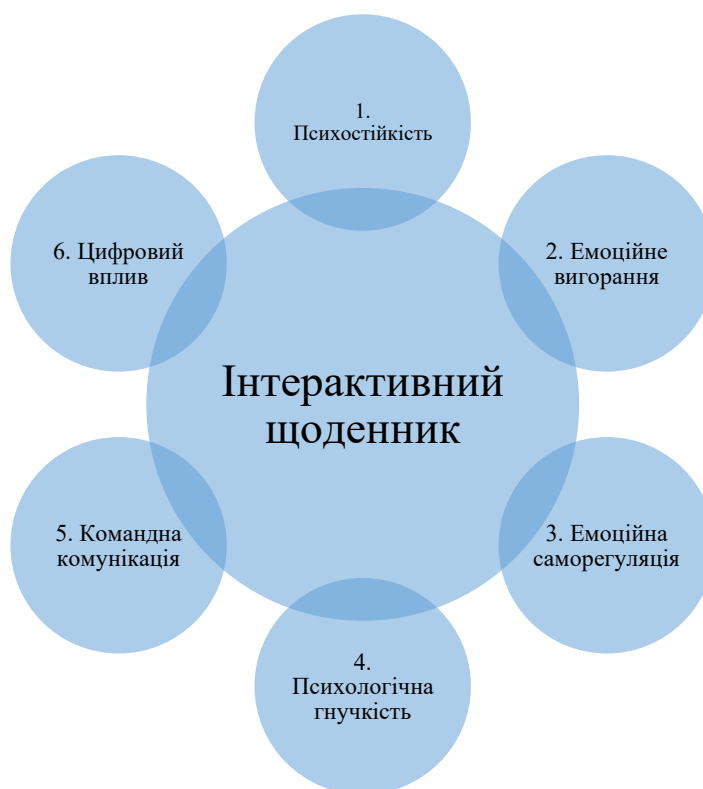 1.
Психостійкість
2. Емоційне
вигорання
3. Емоційна
саморегуляція
4.
Психологічна
гнучкість
5. Командна
комунікація
6. Цифровий
вплив
Інтерактивний
щоденник